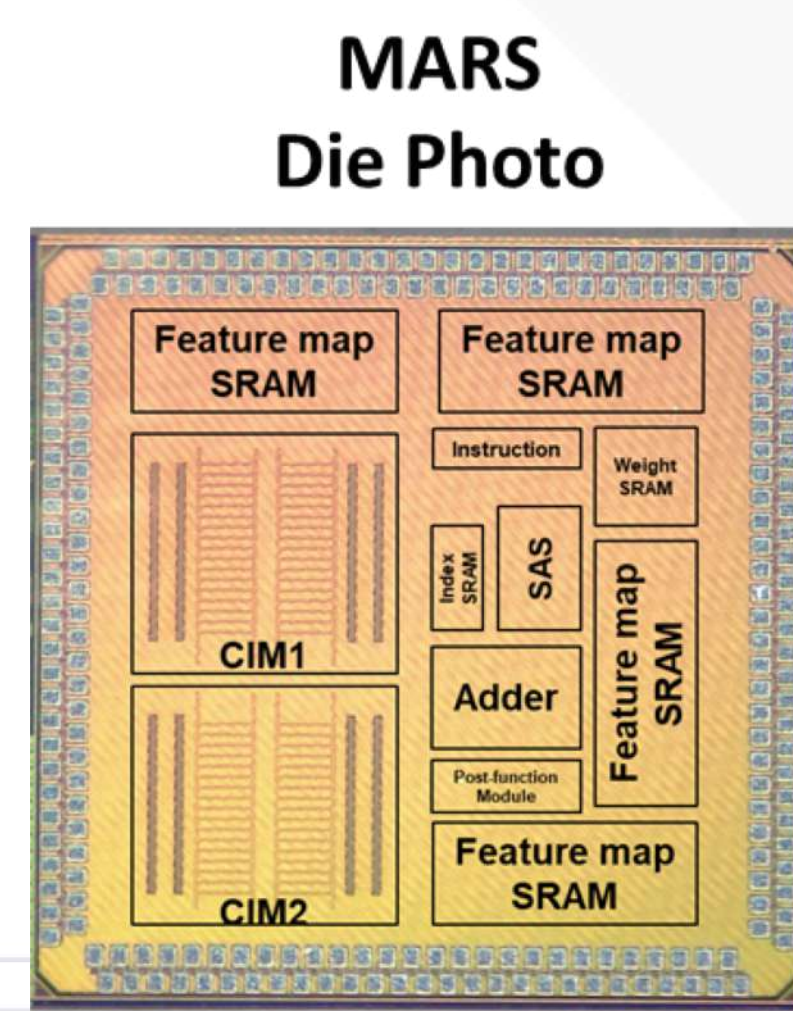 MARS
Die Photo
Feature map
SRAM
Feature map
SRAM
Instruction
Weight
SRAM
Index
SRAM
SAS
Feature map
SRAM
CIM1
Adder
Post-function
Module
CIM2
Feature map
SRAM